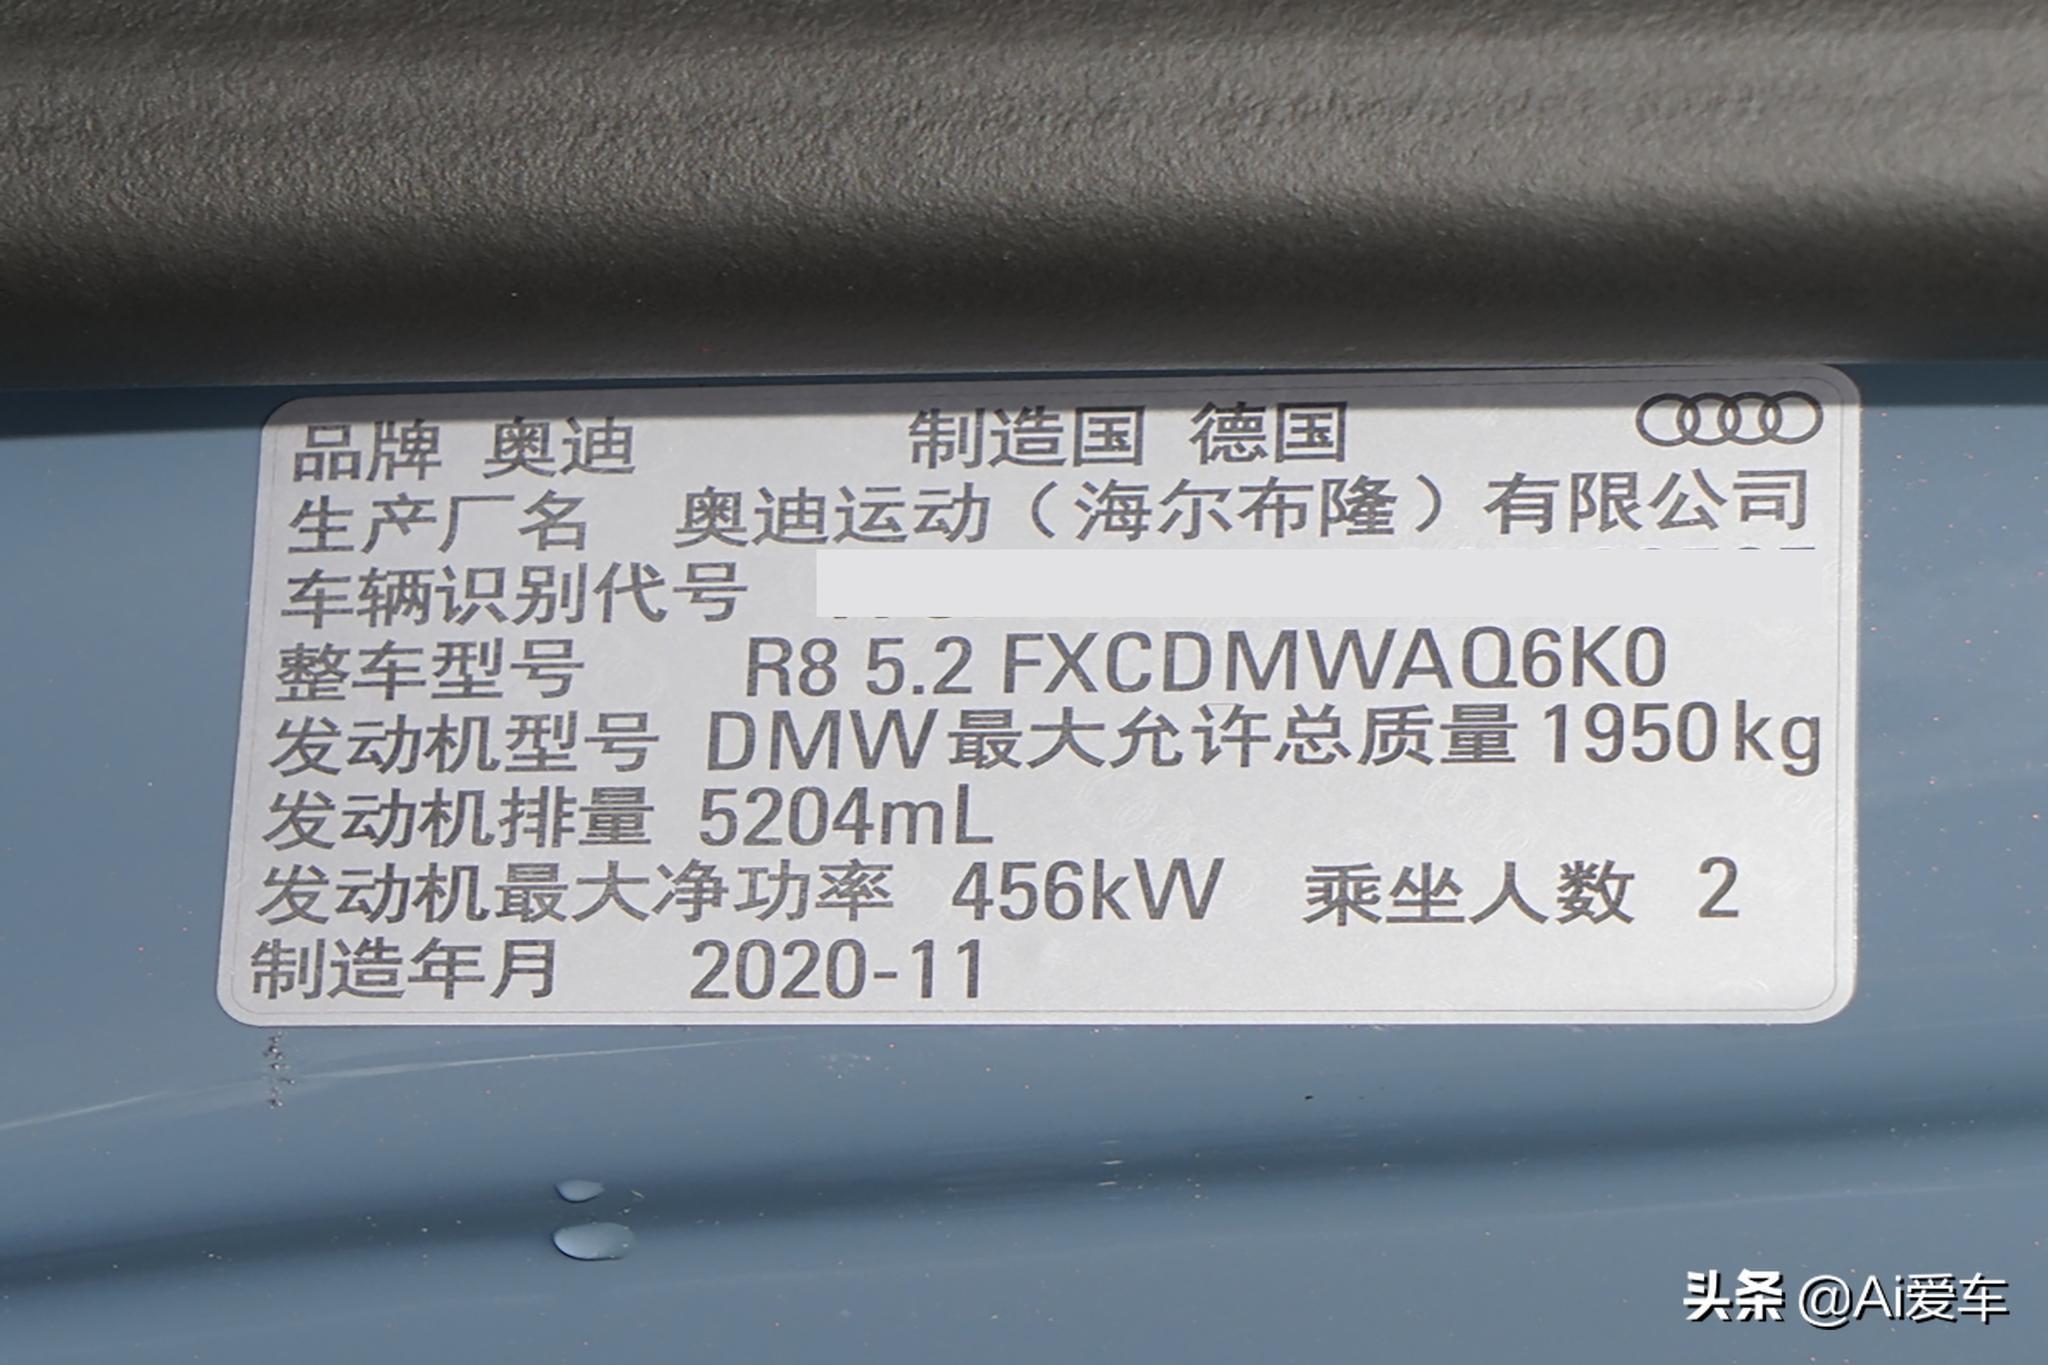 品牌 奥迪 制造国 德国
生产厂名 奥迪运动（海尔布隆）有限公司
车辆识别代号
整车型号 R8 5.2 FXCDMWAQ6K0
发动机型号 DMW 最大允许总质量 1950kg
发动机排量 5204mL
发动机最大净功率 456kW 乘坐人数 2
制造年月 2020-11
头条 @Ai爱车